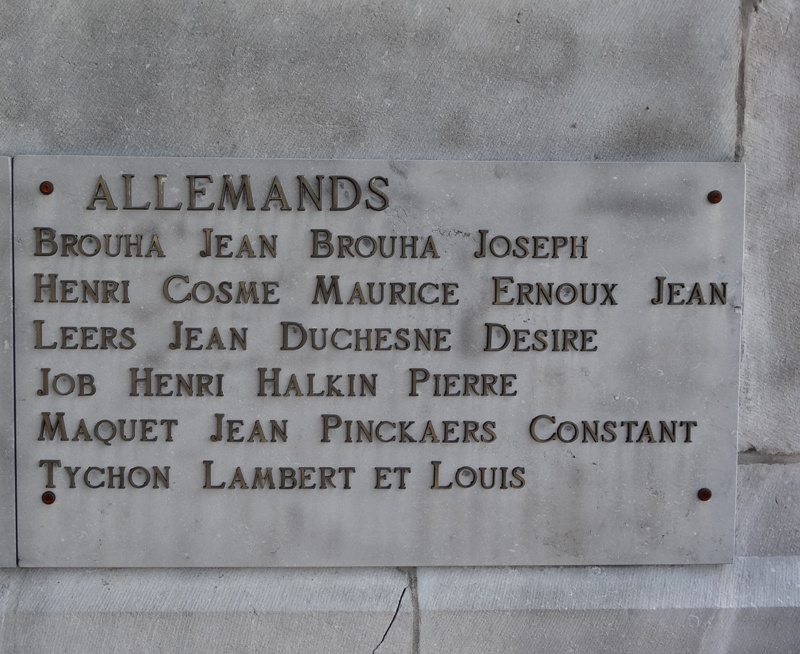 ALLEMANDS
BROUHA JEAN BROUHA JOSEPH
HENRI COSME MAURICE ERNOUX JEAN
LEERS JEAN DUCHESNE DESIRE
JOB HENRI HALKIN PIERRE
MAQUET JEAN PINCKAERS CONSTANT
TYCHON LAMBERT ET LOUIS